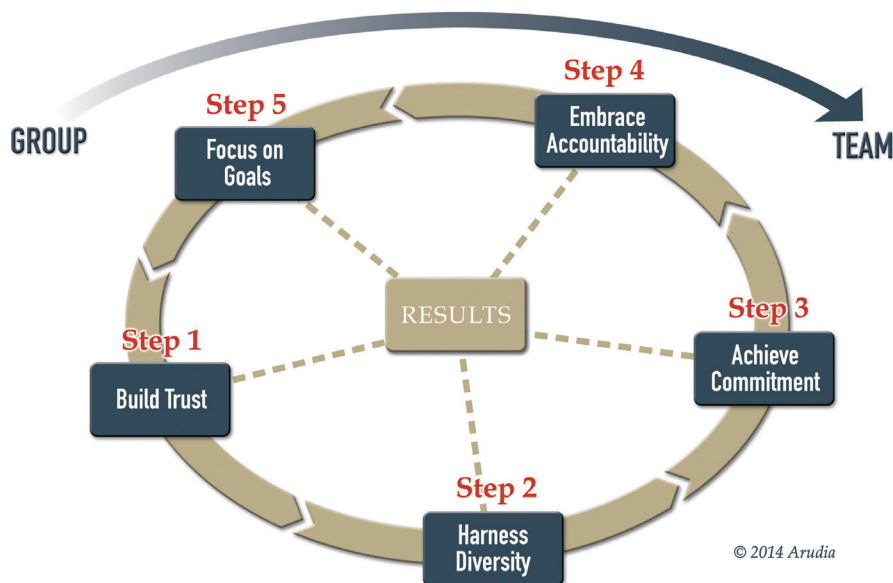 GROUP
TEAM
Step 1
Build Trust
Step 2
Harness
Diversity
Step 3
Achieve
Commitment
Step 4
Embrace
Accountability
Step 5
Focus on
Goals
RESULTS
© 2014 Arudia